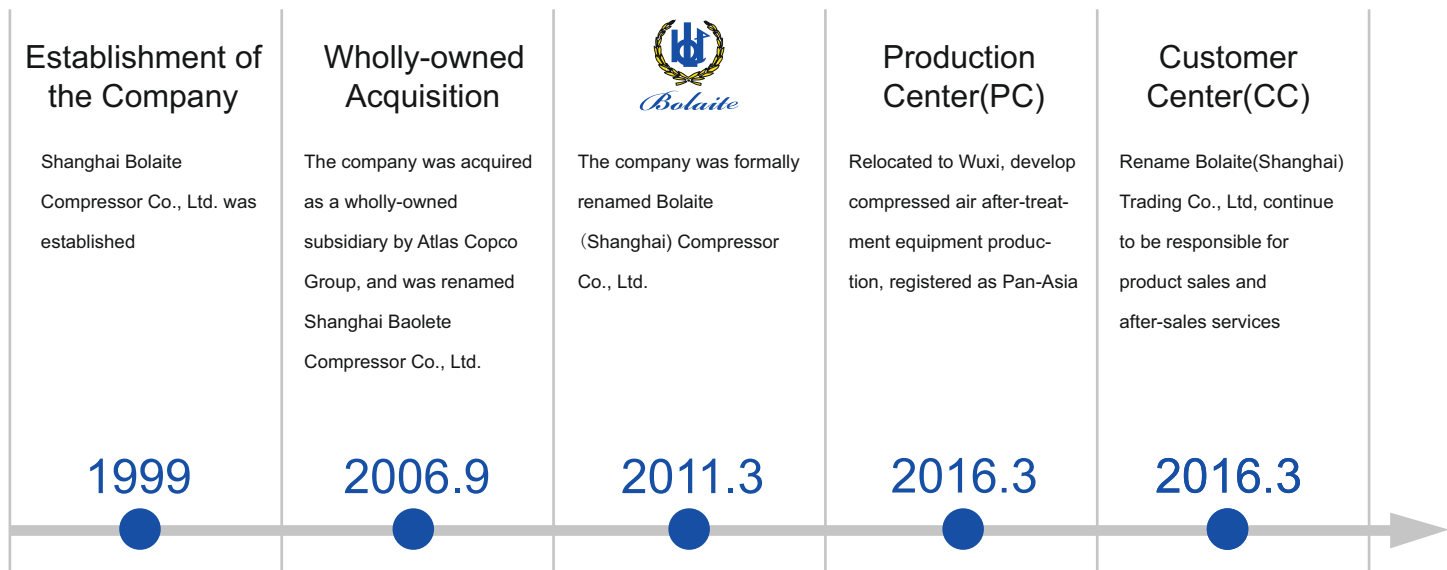 Establishment of
the Company
Shanghai Bolaite
Compressor Co., Ltd. was
established
1999
Wholly-owned
Acquisition
The company was acquired
as a wholly-owned
subsidiary by Atlas Copco
Group, and was renamed
Shanghai Baolete
Compressor Co., Ltd.
2006.9
Bolaite
The company was formally
renamed Bolaite
（Shanghai) Compressor
Co., Ltd.
2011.3
Production
Center(PC)
Relocated to Wuxi, develop
compressed air after-treat-
ment equipment produc-
tion, registered as Pan-Asia
2016.3
Customer
Center(CC)
Rename Bolaite(Shanghai)
Trading Co., Ltd, continue
to be responsible for
product sales and
after-sales services
2016.3